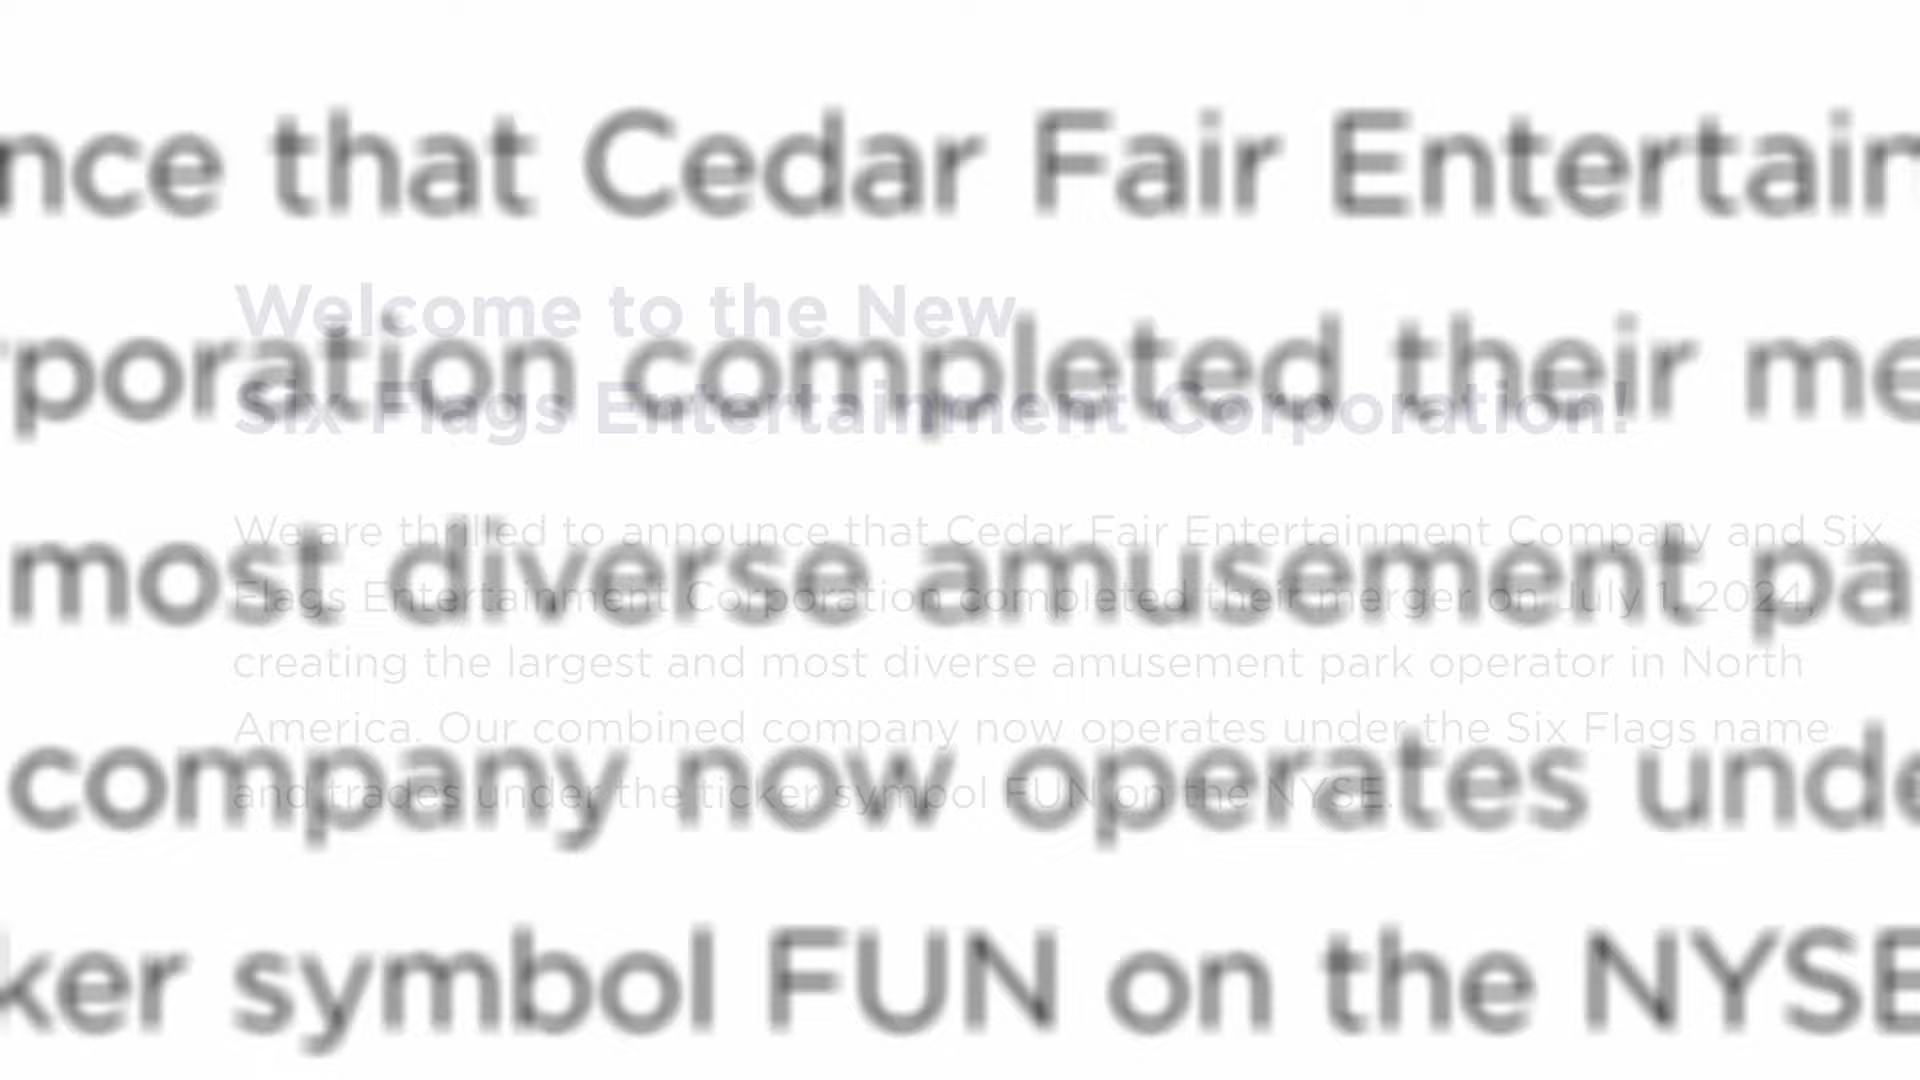 nce that Cedar Fair Entertain
Welcome to the New
rporation completed their me
Six Flags Entertainment Corporation!
We are thrilled to announce that Cedar Fair Entertainment Company and Six
most diverse amusement pa
Flags Entertainment Corporation completed their merger on July 1, 2024,
creating the largest and most diverse amusement park operator in North
America. Our combined company now operates under the Six Flags name
company now operates unde
and trades under the ticker symbol FUN on the NYSE.
ker symbol FUN on the NYSE